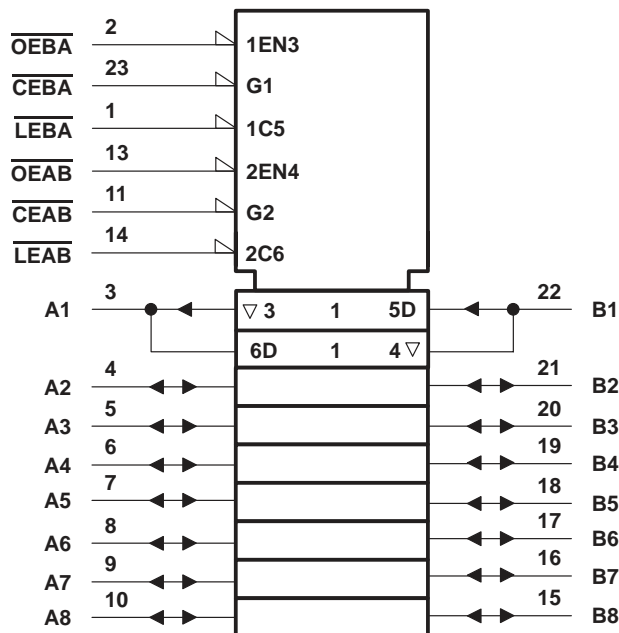 2
OEBA 1EN3
23
CEBA G1
1
LEBA 1C5
13
OEAB 2EN4
11
CEAB G2
14
LEAB 2C6
3 22
A1 ▽ 3 1 5D B1
6D 1 4 ▽
4 21
A2 B2
5 20
A3 B3
6 19
A4 B4
7 18
A5 B5
8 17
A6 B6
9 16
A7 B7
10 15
A8 B8